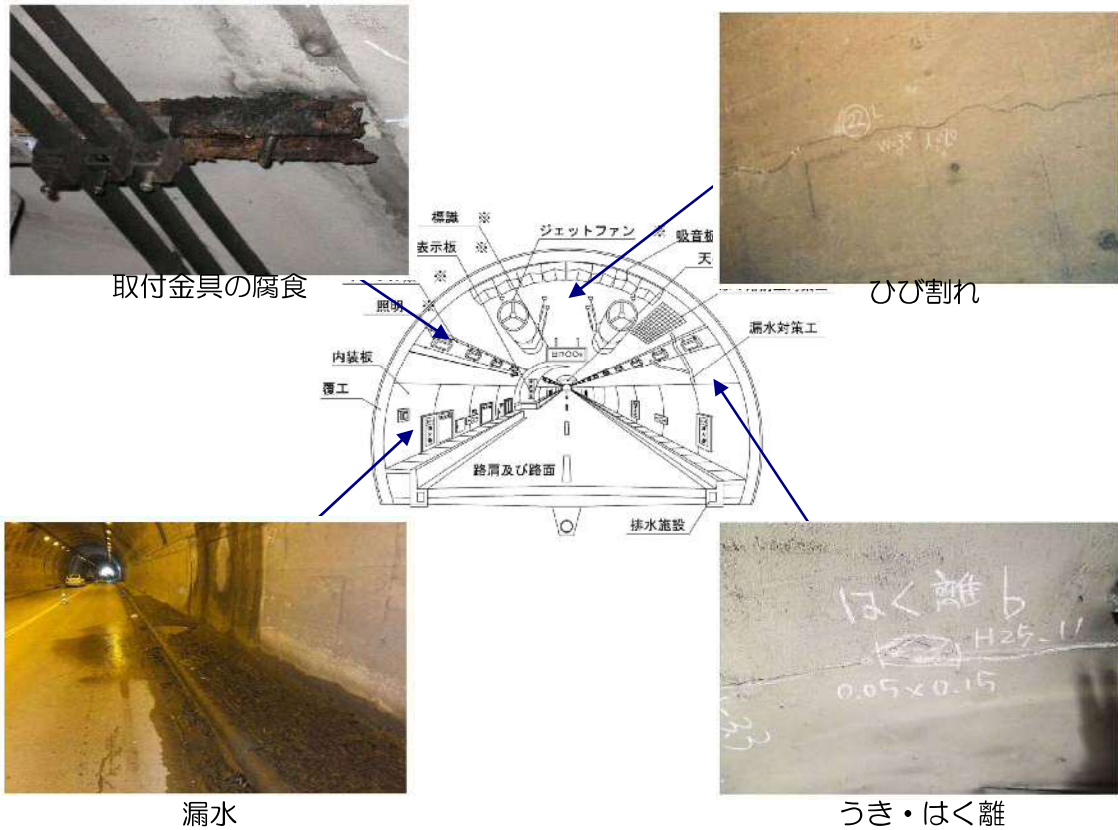 取付金具の腐食
22 L
ひび割れ
標識 ※
ジェットファン ※
吸音板
表示板 ※
天
※
照明 ※
漏水対策工
内装板
覆工
路肩及び路面
排水施設
はく離 b
H25-11
0.05×0.15
漏水
うき・はく離